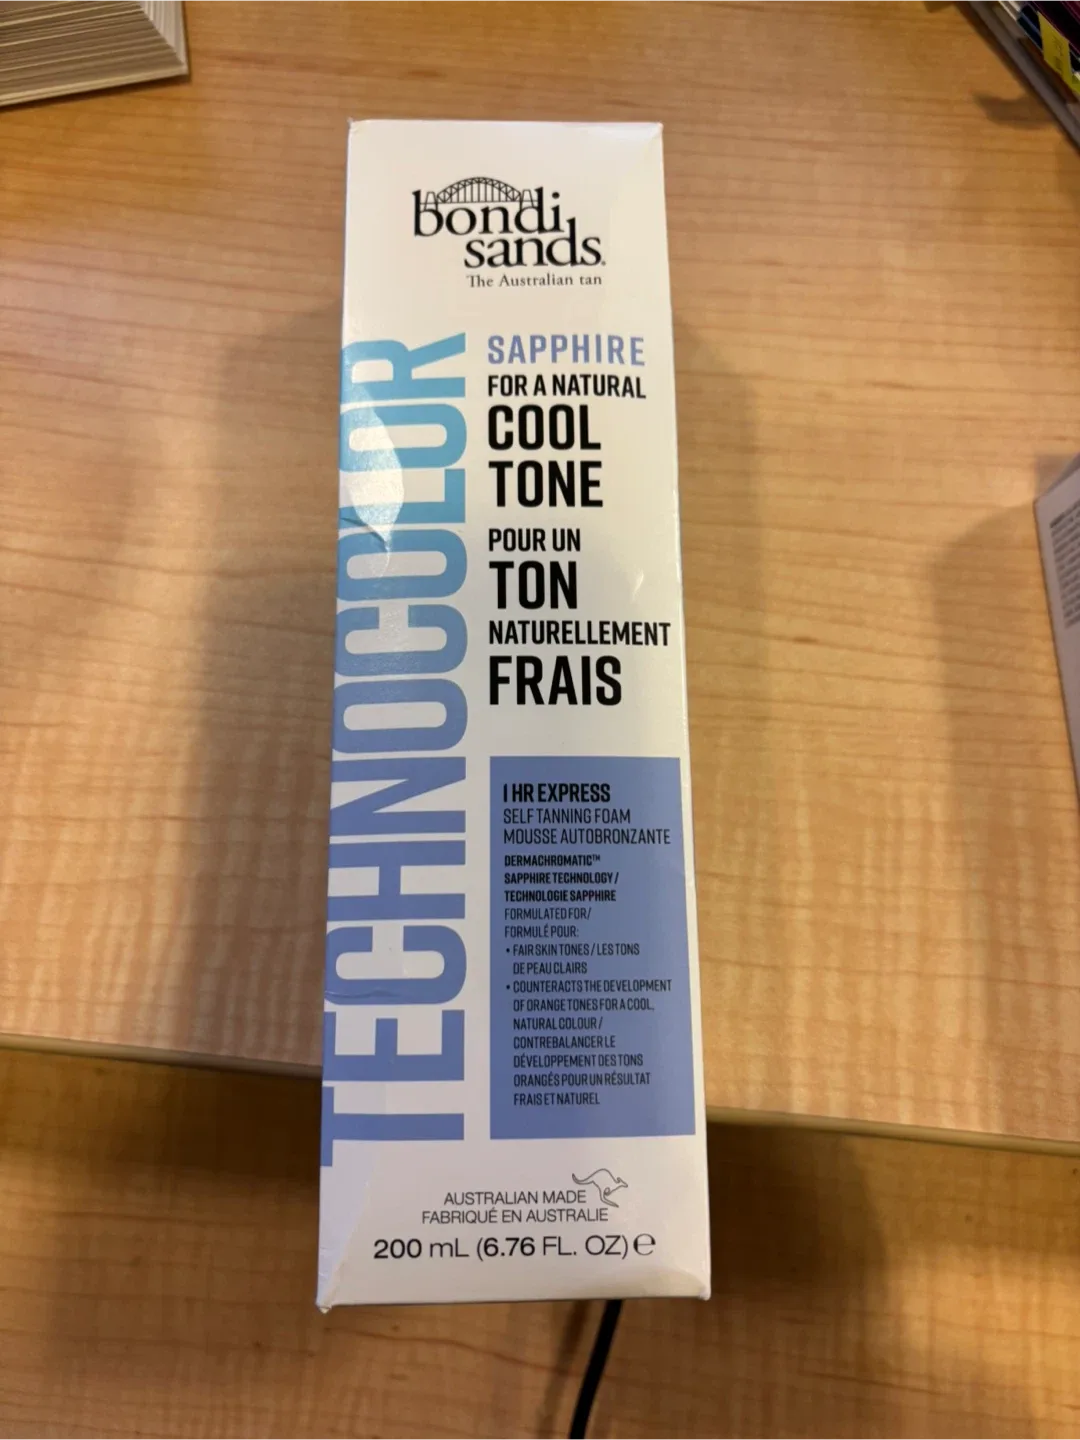 bondi
sands.
The Australian tan
TECHNOCOLOR
SAPPHIRE
FOR A NATURAL
COOL
TONE
POUR UN
TON
NATURELLEMENT
FRAIS
1 HR EXPRESS
SELF TANNING FOAM
MOUSSE AUTOBRONZANTE
DERMACHROMATIC™
SAPPHIRE TECHNOLOGY /
TECHNOLOGIE SAPPHIRE
FORMULATED FOR/
FORMULÉ POUR:
• FAIR SKIN TONES / LES TONS
DE PEAU CLAIRS
• COUNTERACTS THE DEVELOPMENT
OF ORANGE TONES FOR A COOL,
NATURAL COLOUR /
CONTREBALANCER LE
DÉVELOPPEMENT DES TONS
ORANGÉS POUR UN RÉSULTAT
FRAIS ET NATUREL
AUSTRALIAN MADE
FABRIQUÉ EN AUSTRALIE
200 mL (6.76 FL. OZ) ℮